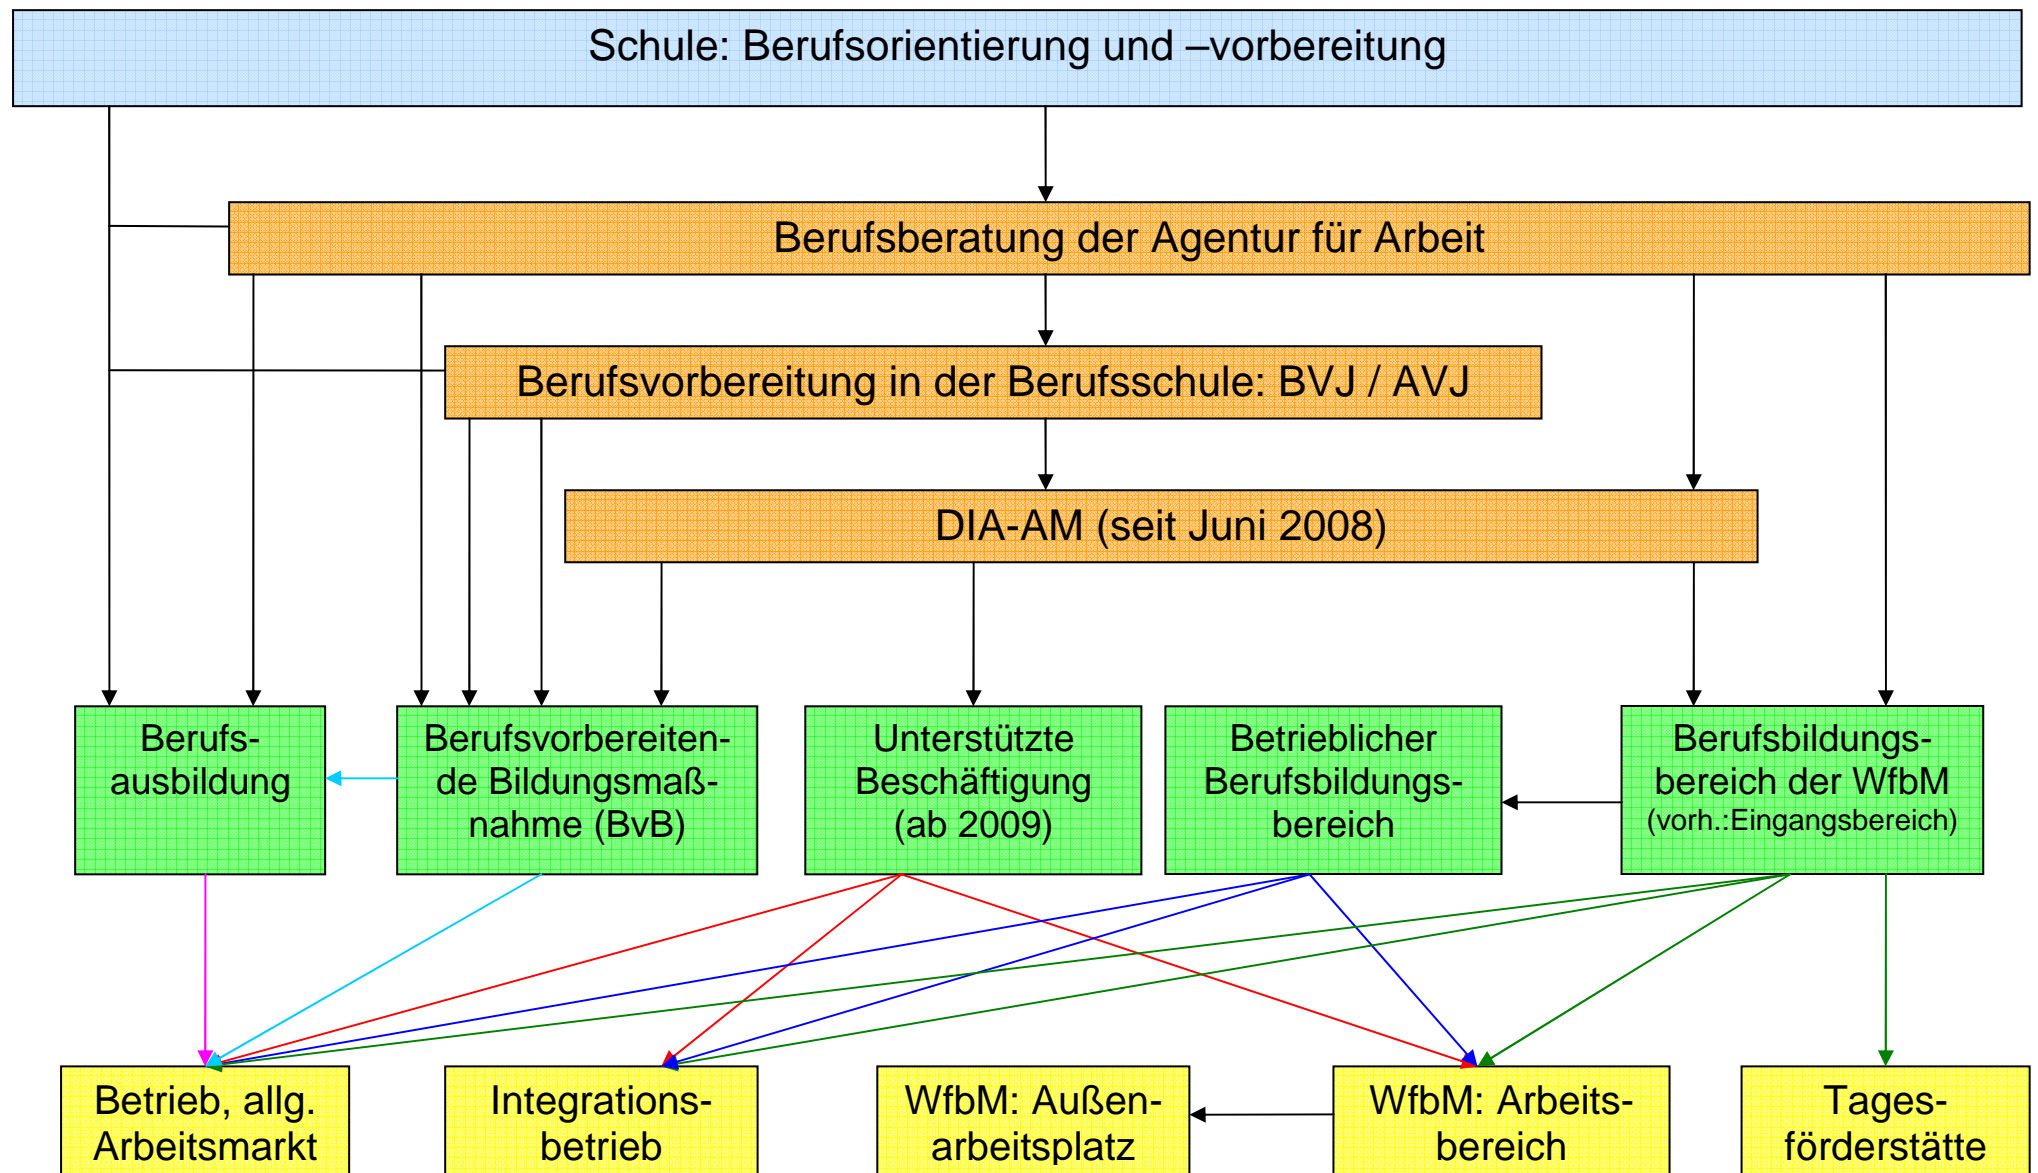 Schule: Berufsorientierung und –vorbereitung
Berufsberatung der Agentur für Arbeit
Berufsvorbereitung in der Berufsschule: BVJ / AVJ
DIA-AM (seit Juni 2008)
Berufs-
ausbildung
Berufsvorbereiten-
de Bildungsmaß-
nahme (BvB)
Unterstützte
Beschäftigung
(ab 2009)
Betrieblicher
Berufsbildungs-
bereich
Berufsbildungs-
bereich der WfbM
(vorh.:Eingangsbereich)
Betrieb, allg.
Arbeitsmarkt
Integrations-
betrieb
WfbM: Außen-
arbeitsplatz
WfbM: Arbeits-
bereich
Tages-
förderstätte